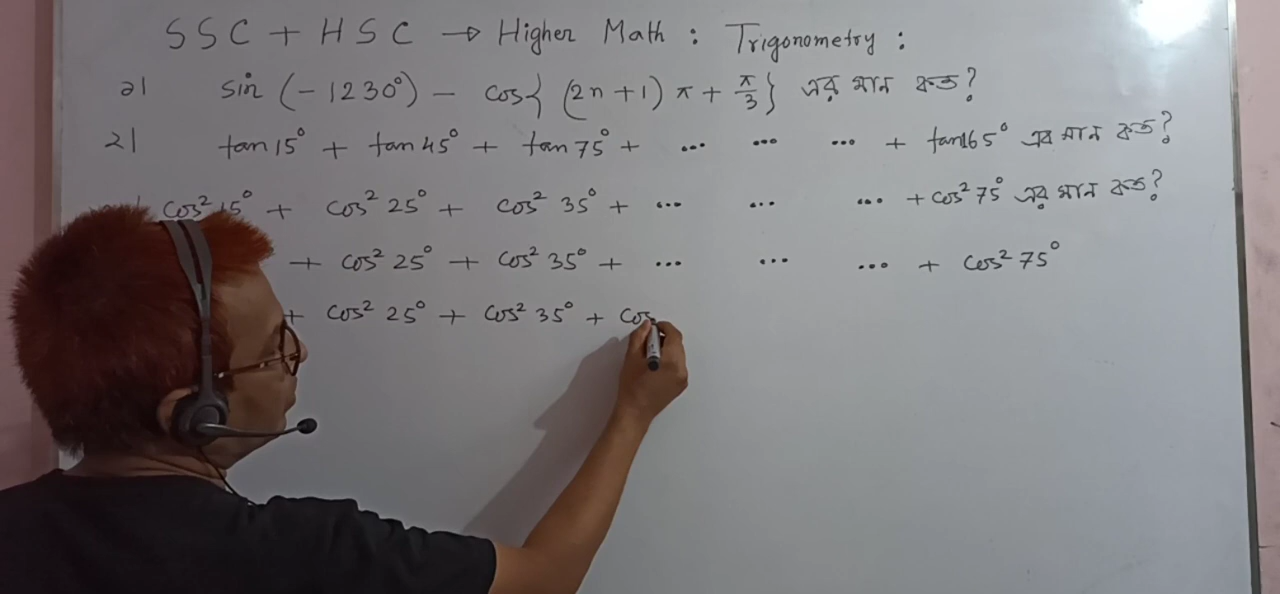 SSC + HSC → Higher Math : Trigonometry :
১। sin (-1230°) - cos{(2n+1)π + π/3} এর মান কত?
২। tan15° + tan45° + tan75° + ... ... ... + tan165° এর মান কত?
cos² 15° + cos² 25° + cos² 35° + ... ... ... + cos² 75° এর মান কত?
+ cos² 25° + cos² 35° + ... ... ... + cos² 75°
+ cos² 25° + cos² 35° + cos